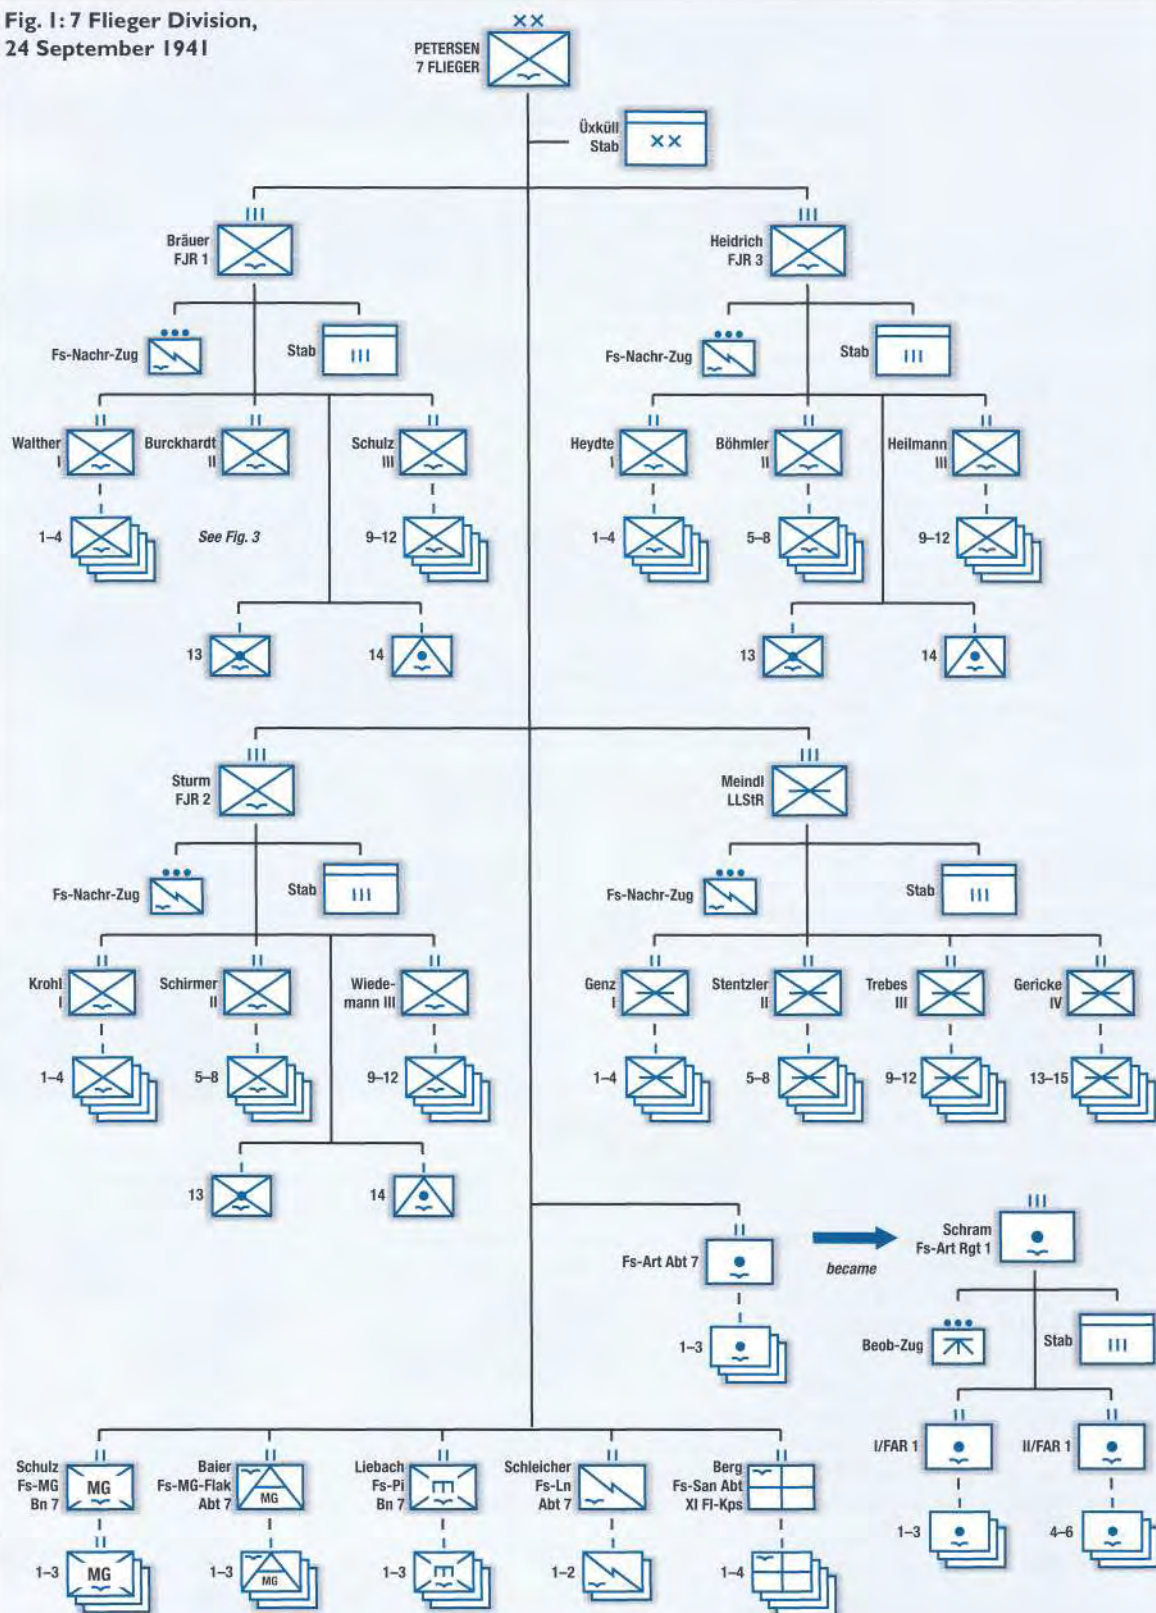 Fig. 1: 7 Flieger Division,
24 September 1941
PETERSEN
7 FLIEGER
Üxküll
Stab
Bräuer
FJR 1
Heidrich
FJR 3
Fs-Nachr-Zug
Stab
Fs-Nachr-Zug
Stab
Walther
I
Burckhardt
II
Schulz
III
Heydte
I
Böhmler
II
Heilmann
III
1–4
See Fig. 3
9–12
1–4
5–8
9–12
13
14
13
14
Sturm
FJR 2
Meindl
LLStR
Fs-Nachr-Zug
Stab
Fs-Nachr-Zug
Stab
Krohl
I
Schirmer
II
Wiede-
mann III
Genz
I
Stentzler
II
Trebes
III
Gericke
IV
1–4
5–8
9–12
1–4
5–8
9–12
13–15
13
14
Fs-Art Abt 7
became
Schram
Fs-Art Rgt 1
1–3
Beob-Zug
Stab
I/FAR 1
II/FAR 1
1–3
4–6
Schulz
Fs-MG
Bn 7
MG
Baier
Fs-MG-Flak
Abt 7
MG
Liebach
Fs-Pi
Bn 7
Schleicher
Fs-Ln
Abt 7
Berg
Fs-San Abt
XI Fl-Kps
1–3
MG
1–3
MG
1–3
1–2
1–4